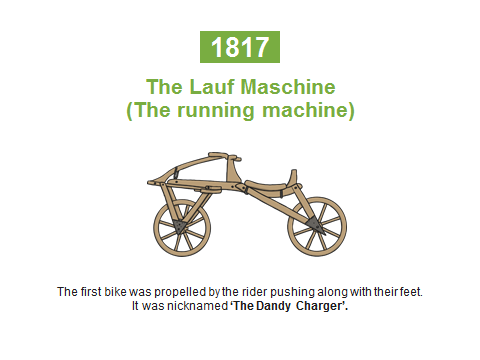 1817
The Lauf Maschine
(The running machine)
The first bike was propelled by the rider pushing along with their feet.
It was nicknamed ‘The Dandy Charger’.